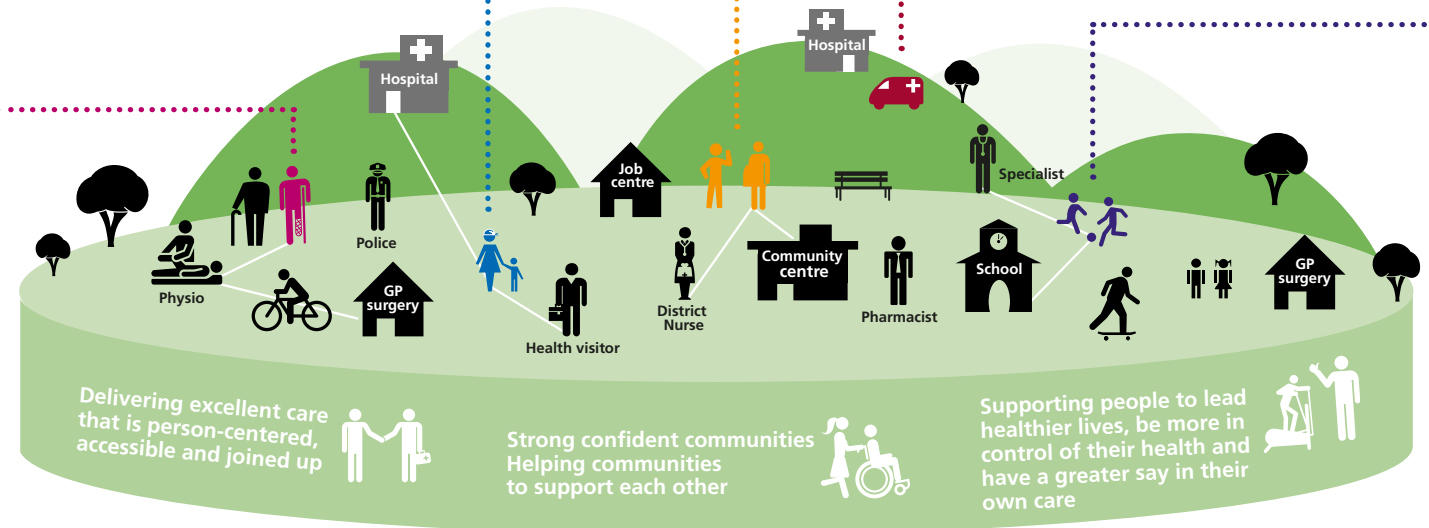 Hospital
Hospital
Job
centre
Specialist
Police
Community
centre
School
GP
surgery
GP
surgery
Physio
District
Nurse
Pharmacist
Health visitor
Delivering excellent care
that is person-centered,
accessible and joined up
Strong confident communities
Helping communities
to support each other
Supporting people to lead
healthier lives, be more in
control of their health and
have a greater say in their
own care